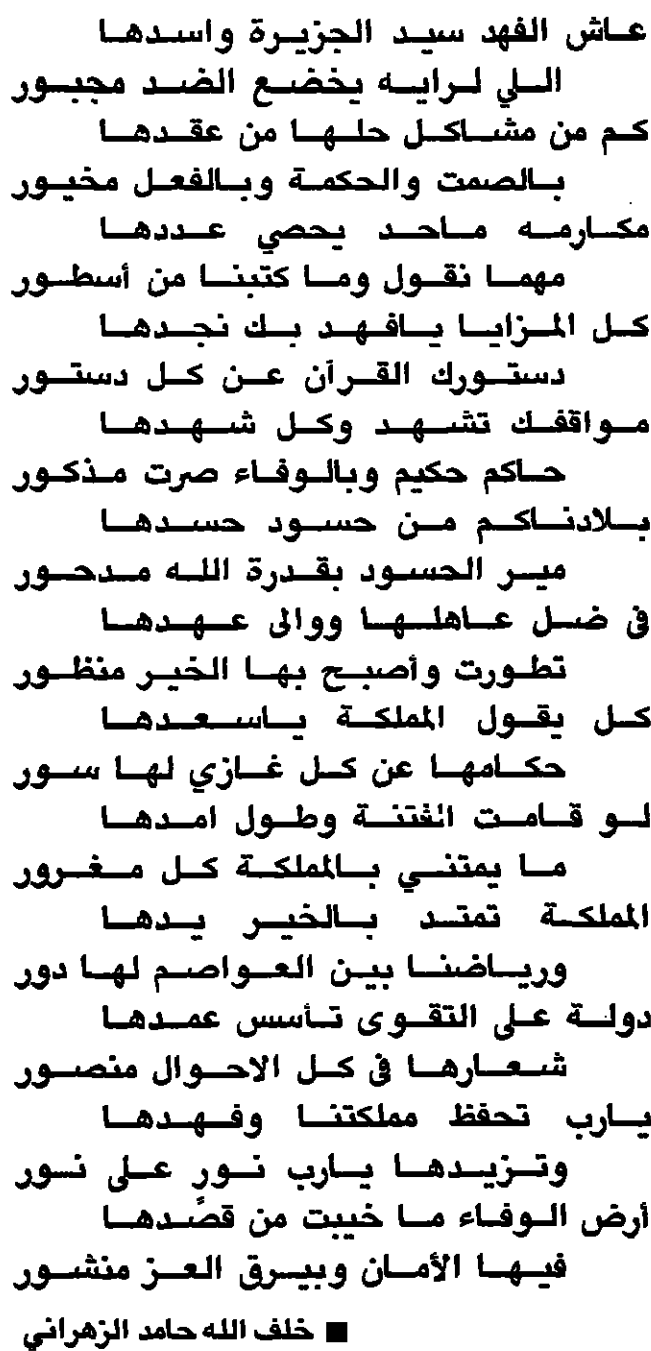 عاش الفهد سيد الجزيرة واسدها
اللي لرايه يخضع الضد مجبور
كم من مشاكل حلها من عقدها
بالصمت والحكمة وبالفعل مخيور
مكارمه ماحد يحصي عددها
مهما نقول وما كتبنا من أسطور
كل المزايا يافهد بك نجدها
دستورك القرآن عن كل دستور
مواقفك تشهد وكل شهدها
حاكم حكيم وبالوفاء صرت مذكور
بلادناكم من حسود حسدها
مير الحسود بقدرة الله مدحور
في ضل عاهلها ووالى عهدها
تطورت وأصبح بها الخير منظور
كل يقول المملكة ياسعدها
حكامها عن كل غازي لها سور
لو قامت الفتنة وطول امدها
ما يمتني بالمملكة كل مغرور
المملكة تمتد بالخير يدها
ورياضنا بين العواصم لها دور
دولة على التقوى تأسس عمدها
شعارها في كل الاحوال منصور
يارب تحفظ مملكتنا وفهدها
وتزيدها يارب نور على نور
أرض الوفاء ما خيبت من قصدها
فيها الأمان وبيرق العز منشور
■ خلف الله حامد الزهراني